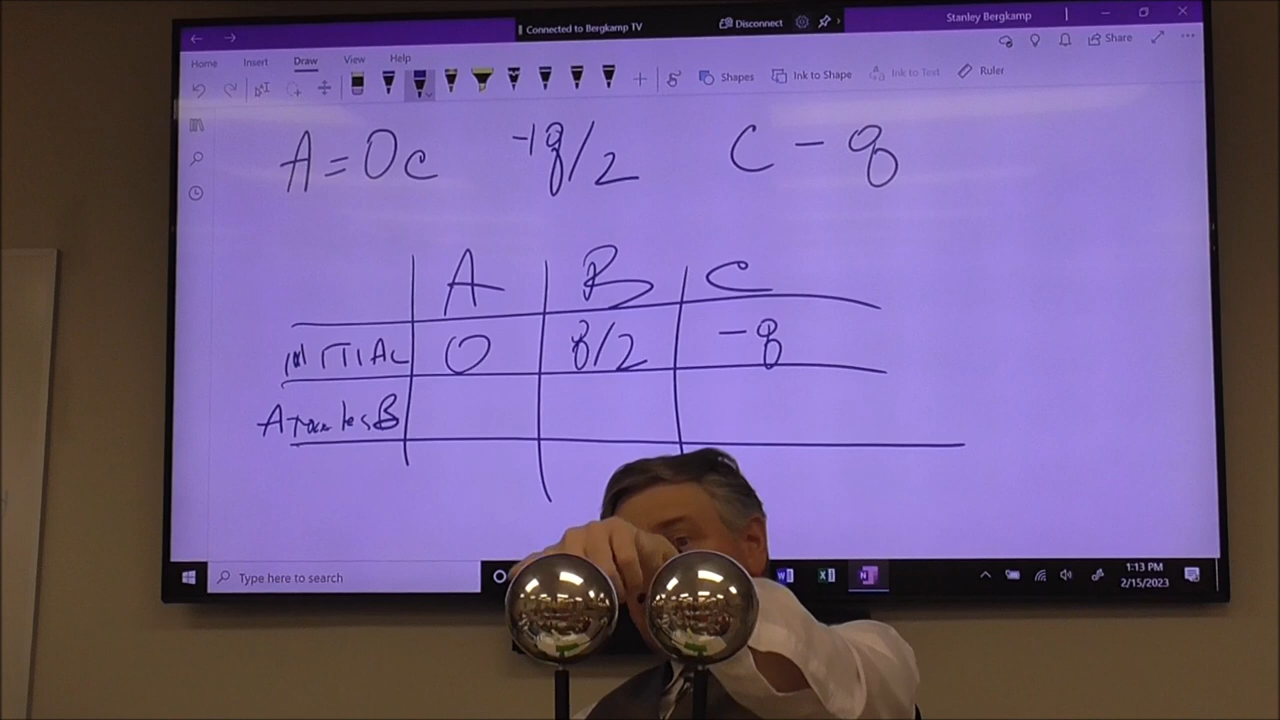 Connected to Bergkamp TV Disconnect Stanley Bergkamp
Home Insert Draw View Help Share
Shapes Ink to Shape Ink to Text Ruler
A = 0c +q/2 C - q
A B C
INITIAL 0 q/2 -q
A touches B
Type here to search
1:13 PM
2/15/2023